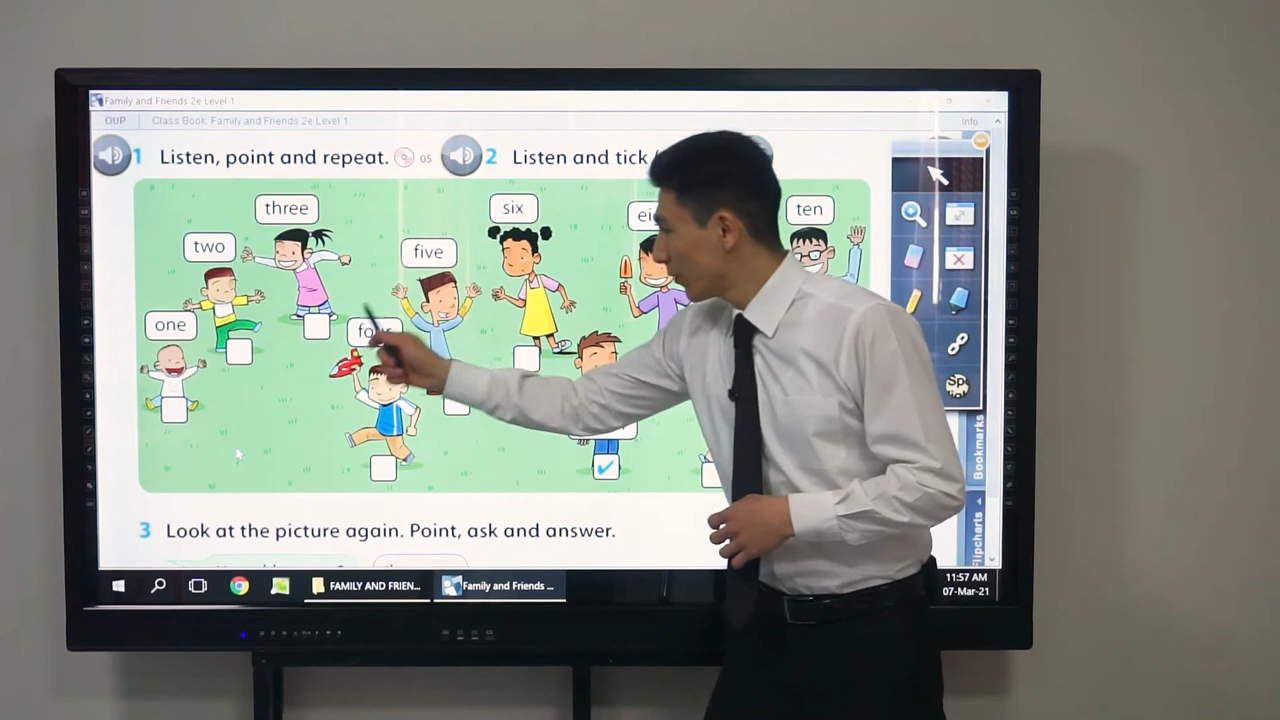 Family and Friends 2e Level 1
OUP Class Book: Family and Friends 2e Level 1 Info
1 Listen, point and repeat. 05
2 Listen and tick
three
six
ten
two
five
one
four
Bookmarks
Flipcharts
3 Look at the picture again. Point, ask and answer.
FAMILY AND FRIEN...
Family and Friends ...
11:57 AM
07-Mar-21